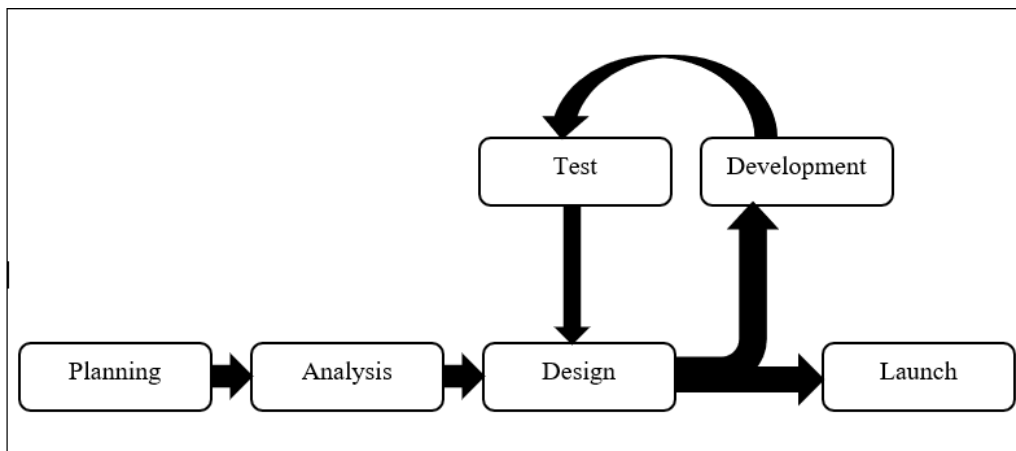 Test
Development
Planning
Analysis
Design
Launch